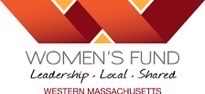 WOMEN'S FUND
Leadership • Local • Shared
WESTERN MASSACHUSETTS